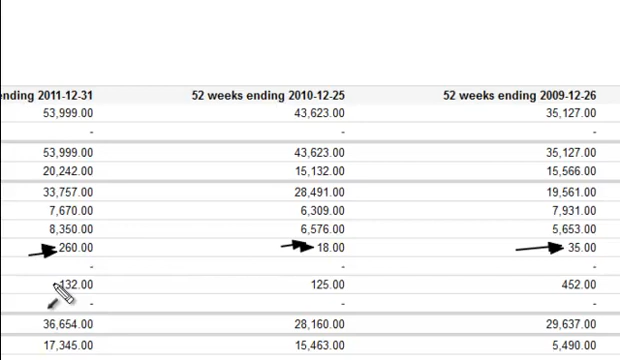 ending 2011-12-31 52 weeks ending 2010-12-25 52 weeks ending 2009-12-26
53,999.00 43,623.00 35,127.00
- - -
53,999.00 43,623.00 35,127.00
20,242.00 15,132.00 15,566.00
33,757.00 28,491.00 19,561.00
7,670.00 6,309.00 7,931.00
8,350.00 6,576.00 5,653.00
260.00 18.00 35.00
- - -
132.00 125.00 452.00
- - -
36,654.00 28,160.00 29,637.00
17,345.00 15,463.00 5,490.00